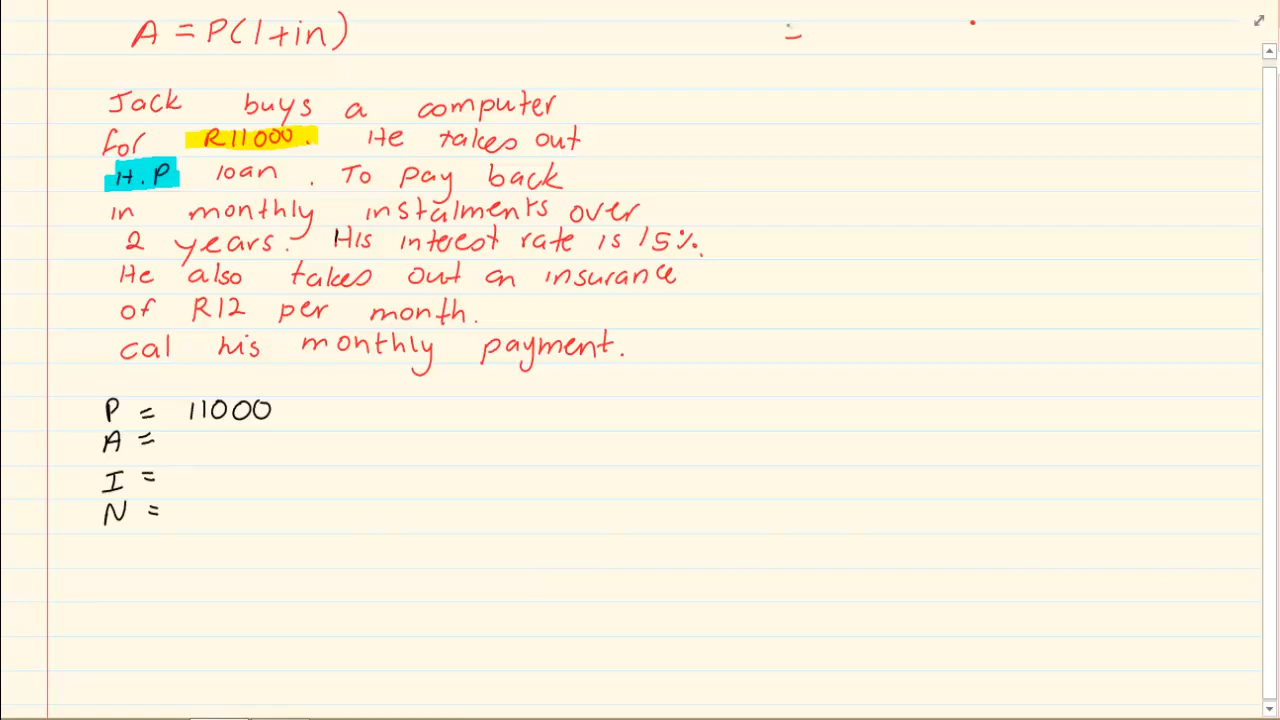 A = P(1+in)
=
Jack buys a computer
for R11000. He takes out
H.P loan. To pay back
in monthly instalments over
2 years. His interest rate is 15%.
He also takes out an insurance
of R12 per month.
cal his monthly payment.
P = 11000
A =
I =
N =